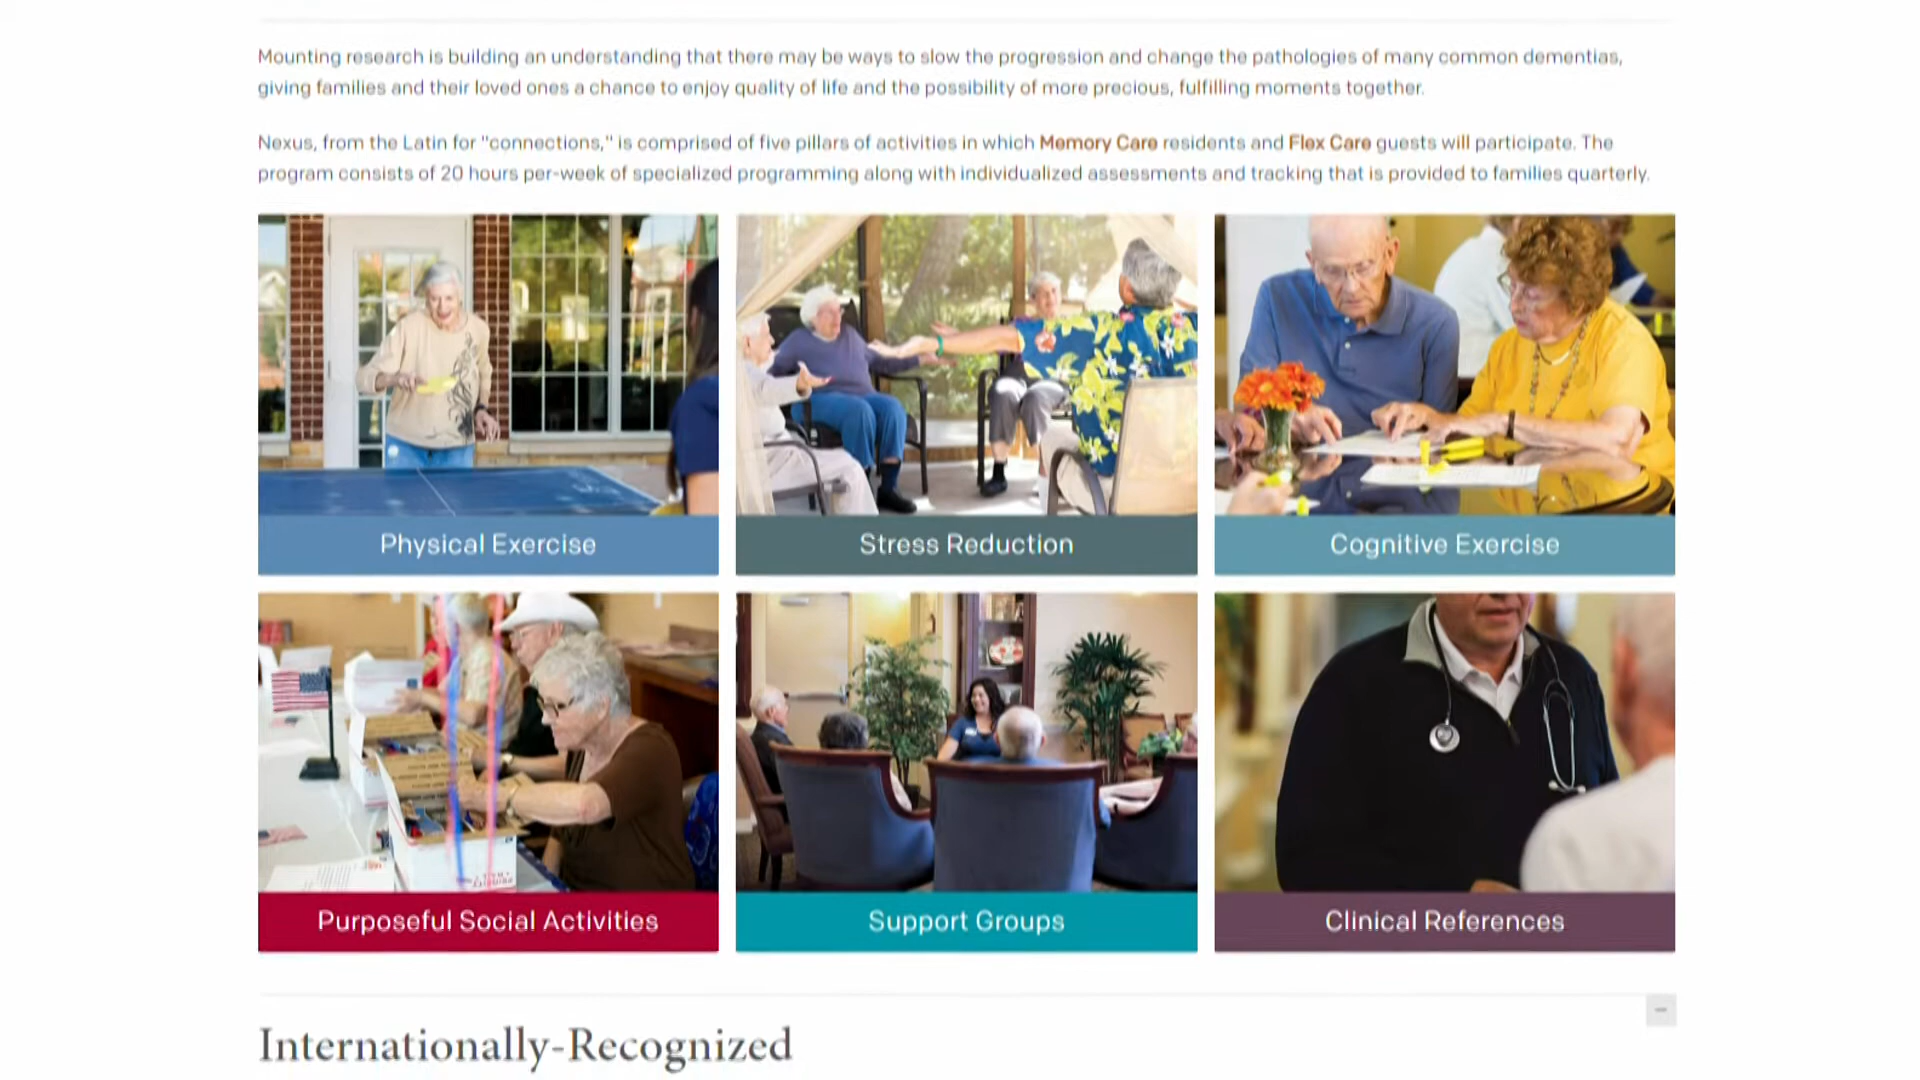 Mounting research is building an understanding that there may be ways to slow the progression and change the pathologies of many common dementias,
giving families and their loved ones a chance to enjoy quality of life and the possibility of more precious, fulfilling moments together.
Nexus, from the Latin for "connections," is comprised of five pillars of activities in which Memory Care residents and Flex Care guests will participate. The
program consists of 20 hours per-week of specialized programming along with individualized assessments and tracking that is provided to families quarterly.
Physical Exercise
Stress Reduction
Cognitive Exercise
Purposeful Social Activities
Support Groups
Clinical References
Internationally-Recognized